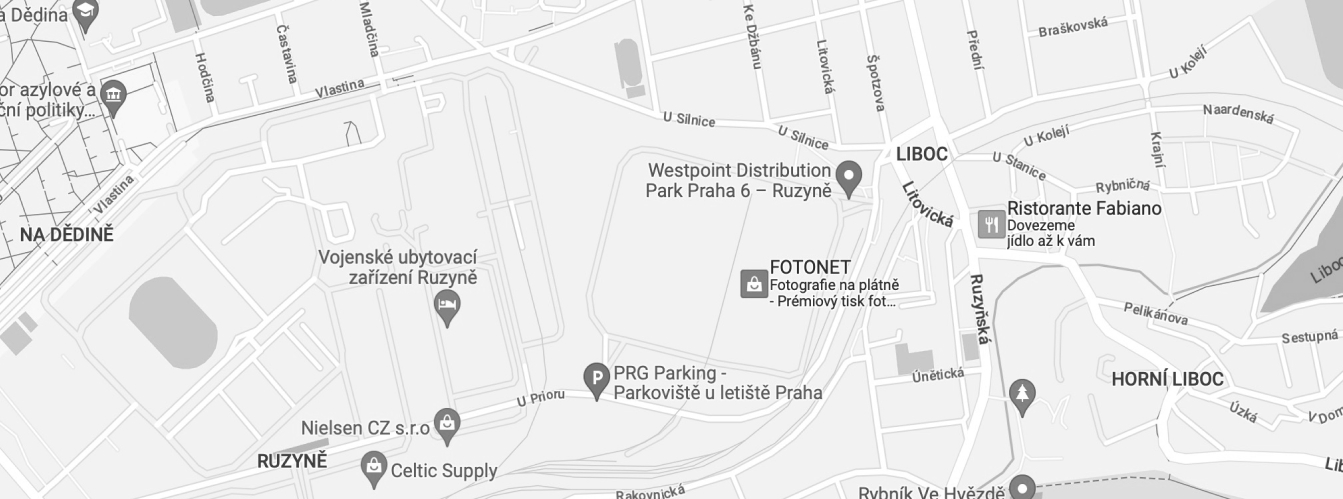 Dědina
Hodčina
Častavina
Mladčina
Ke Džbánu
Litovická
Špotzova
Přední
Braškovská
U Kolejí
or azylové a
ční politiky…
Vlastina
U Silnice
U Silnice
LIBOC
U Kolejí
Naardenská
Krajní
U Stanice
Rybničná
Vlastina
Westpoint Distribution
Park Praha 6 – Ruzyně
Litovická
NA DĚDINĚ
Ristorante Fabiano
Dovezeme
jídlo až k vám
Vojenské ubytovací
zařízení Ruzyně
FOTONET
Fotografie na plátně
- Prémiový tisk fot…
Liboc
Ruzyňská
Pelikánova
Sestupná
PRG Parking -
Parkoviště u letiště Praha
Únětická
HORNÍ LIBOC
U Prioru
Úzká
V Dom
Nielsen CZ s.r.o
RUZYNĚ
Celtic Supply
Rakovnická
Rybník Ve Hvězdě
Lib